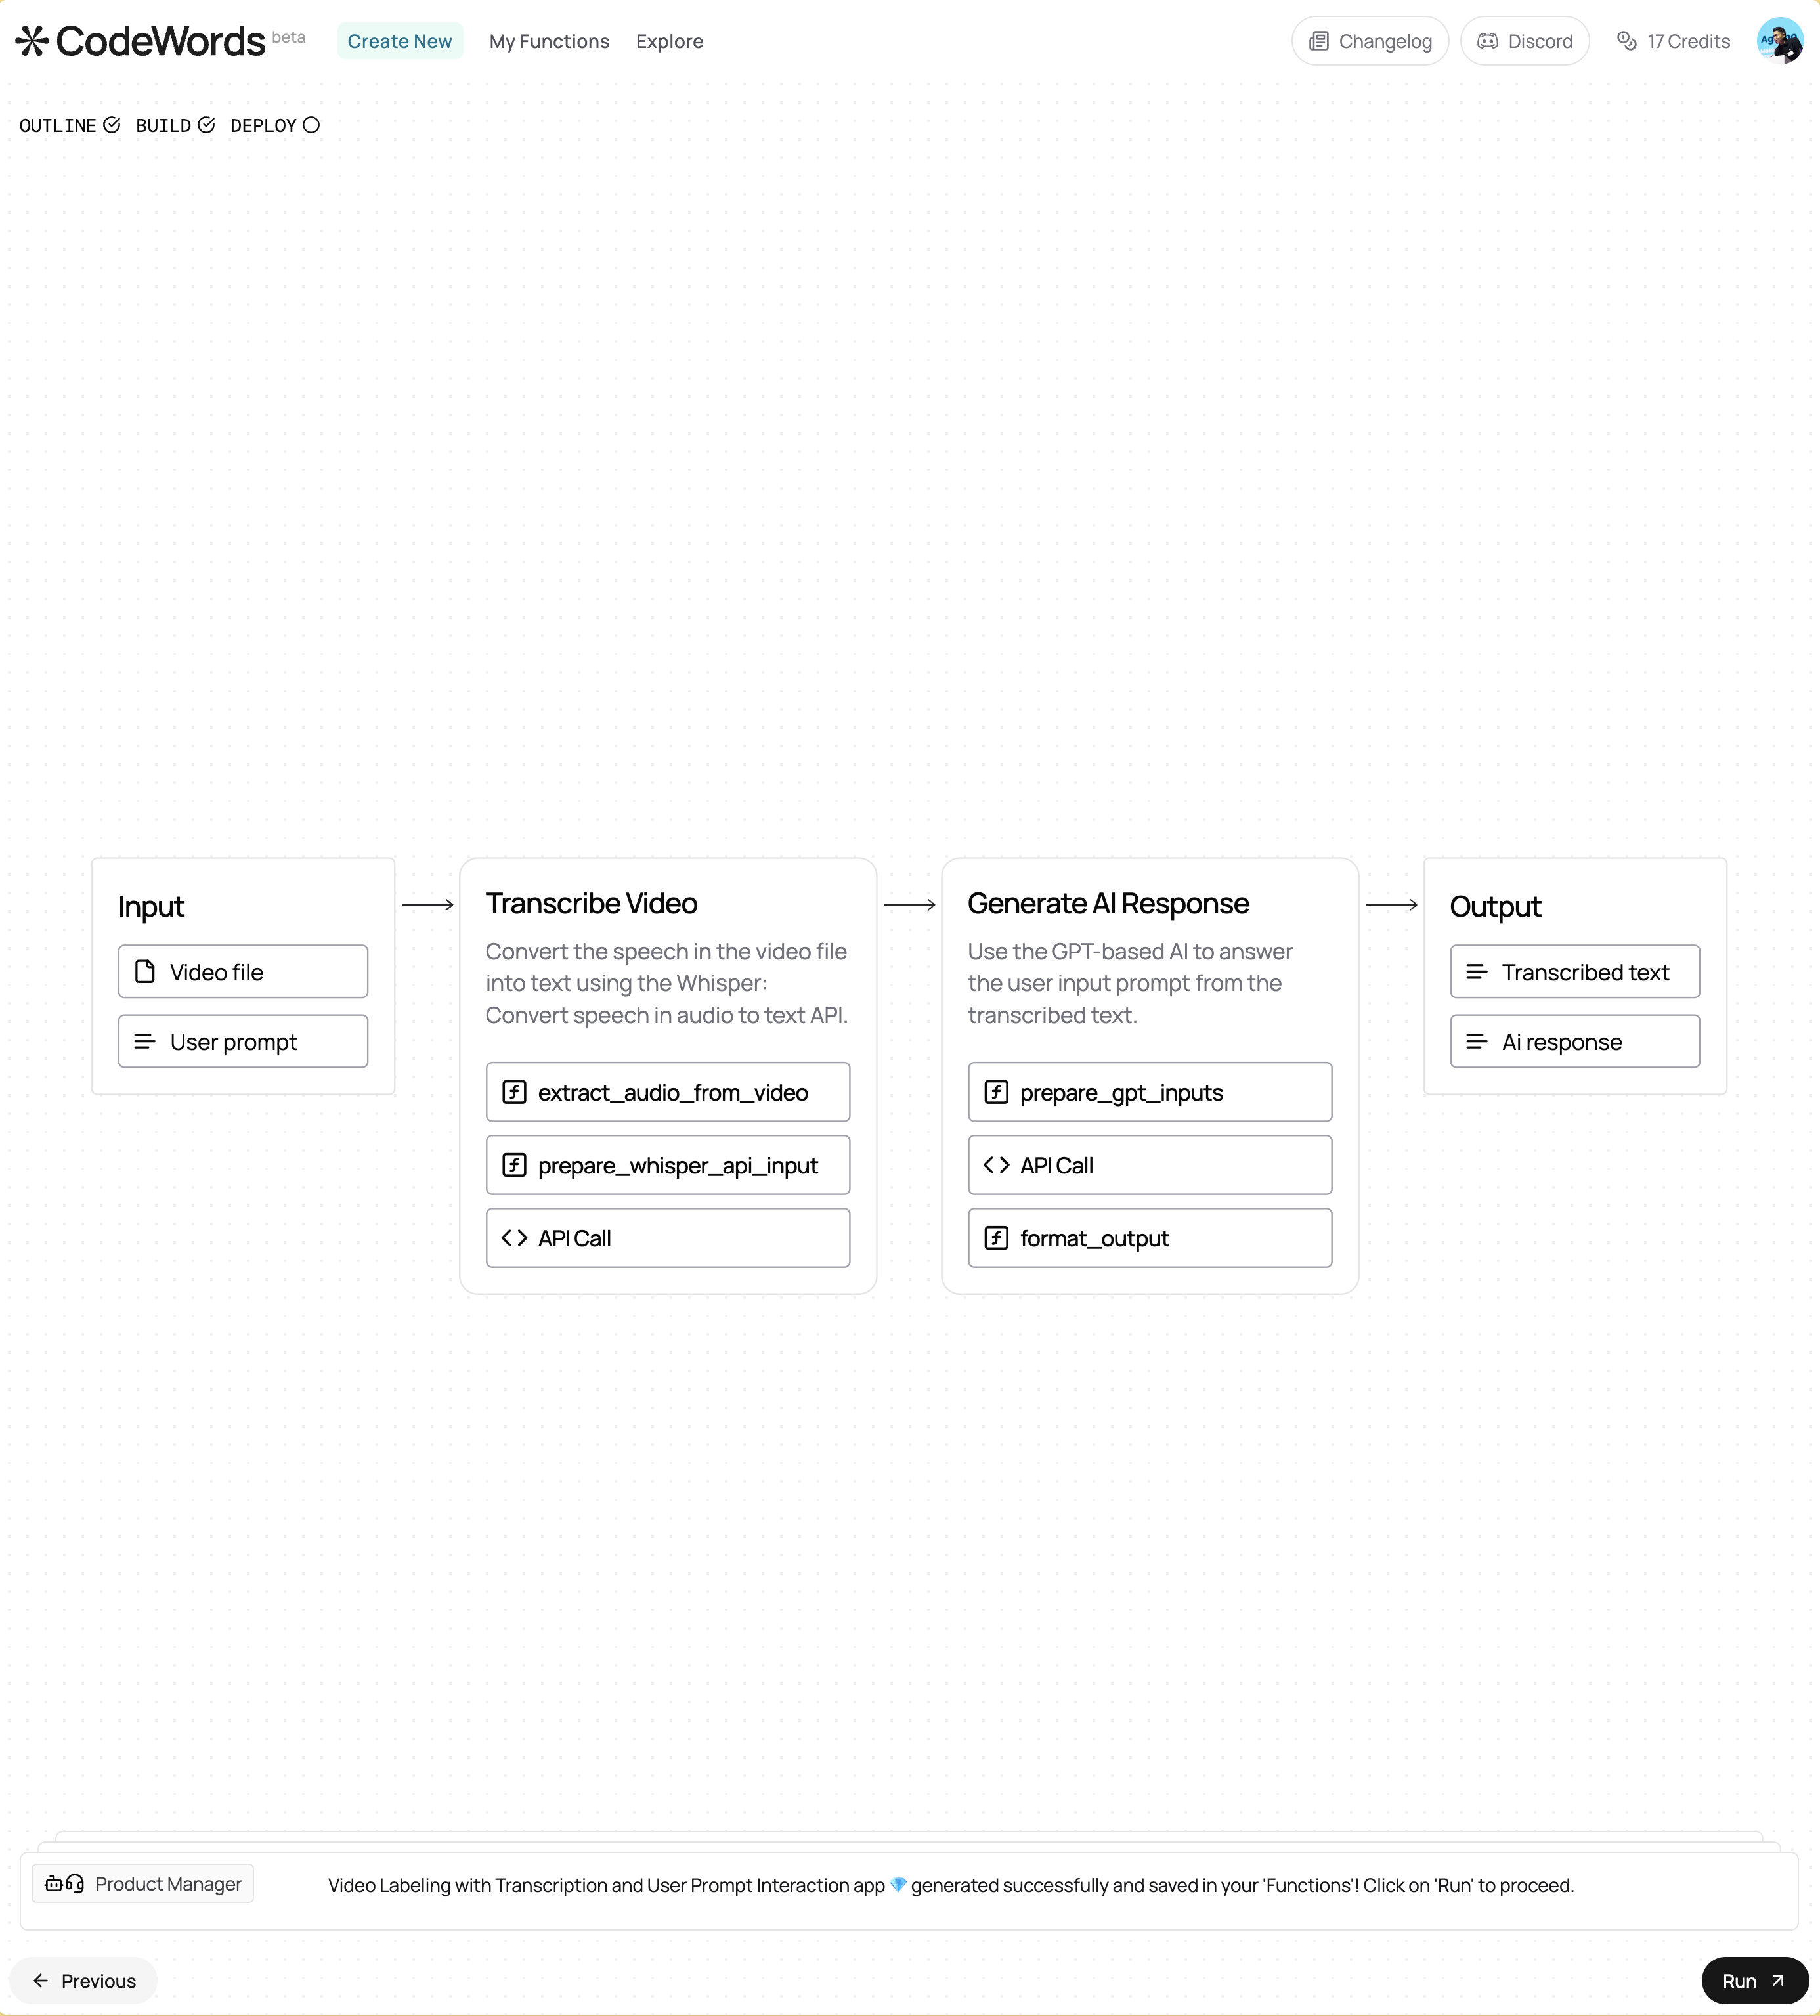 CodeWords beta
Create New
My Functions
Explore
Changelog
Discord
17 Credits
OUTLINE
BUILD
DEPLOY
Input
Video file
User prompt
Transcribe Video
Convert the speech in the video file
into text using the Whisper:
Convert speech in audio to text API.
extract_audio_from_video
prepare_whisper_api_input
API Call
Generate AI Response
Use the GPT-based AI to answer
the user input prompt from the
transcribed text.
prepare_gpt_inputs
API Call
format_output
Output
Transcribed text
Ai response
Product Manager
Video Labeling with Transcription and User Prompt Interaction app 💎 generated successfully and saved in your 'Functions'! Click on 'Run' to proceed.
Previous
Run